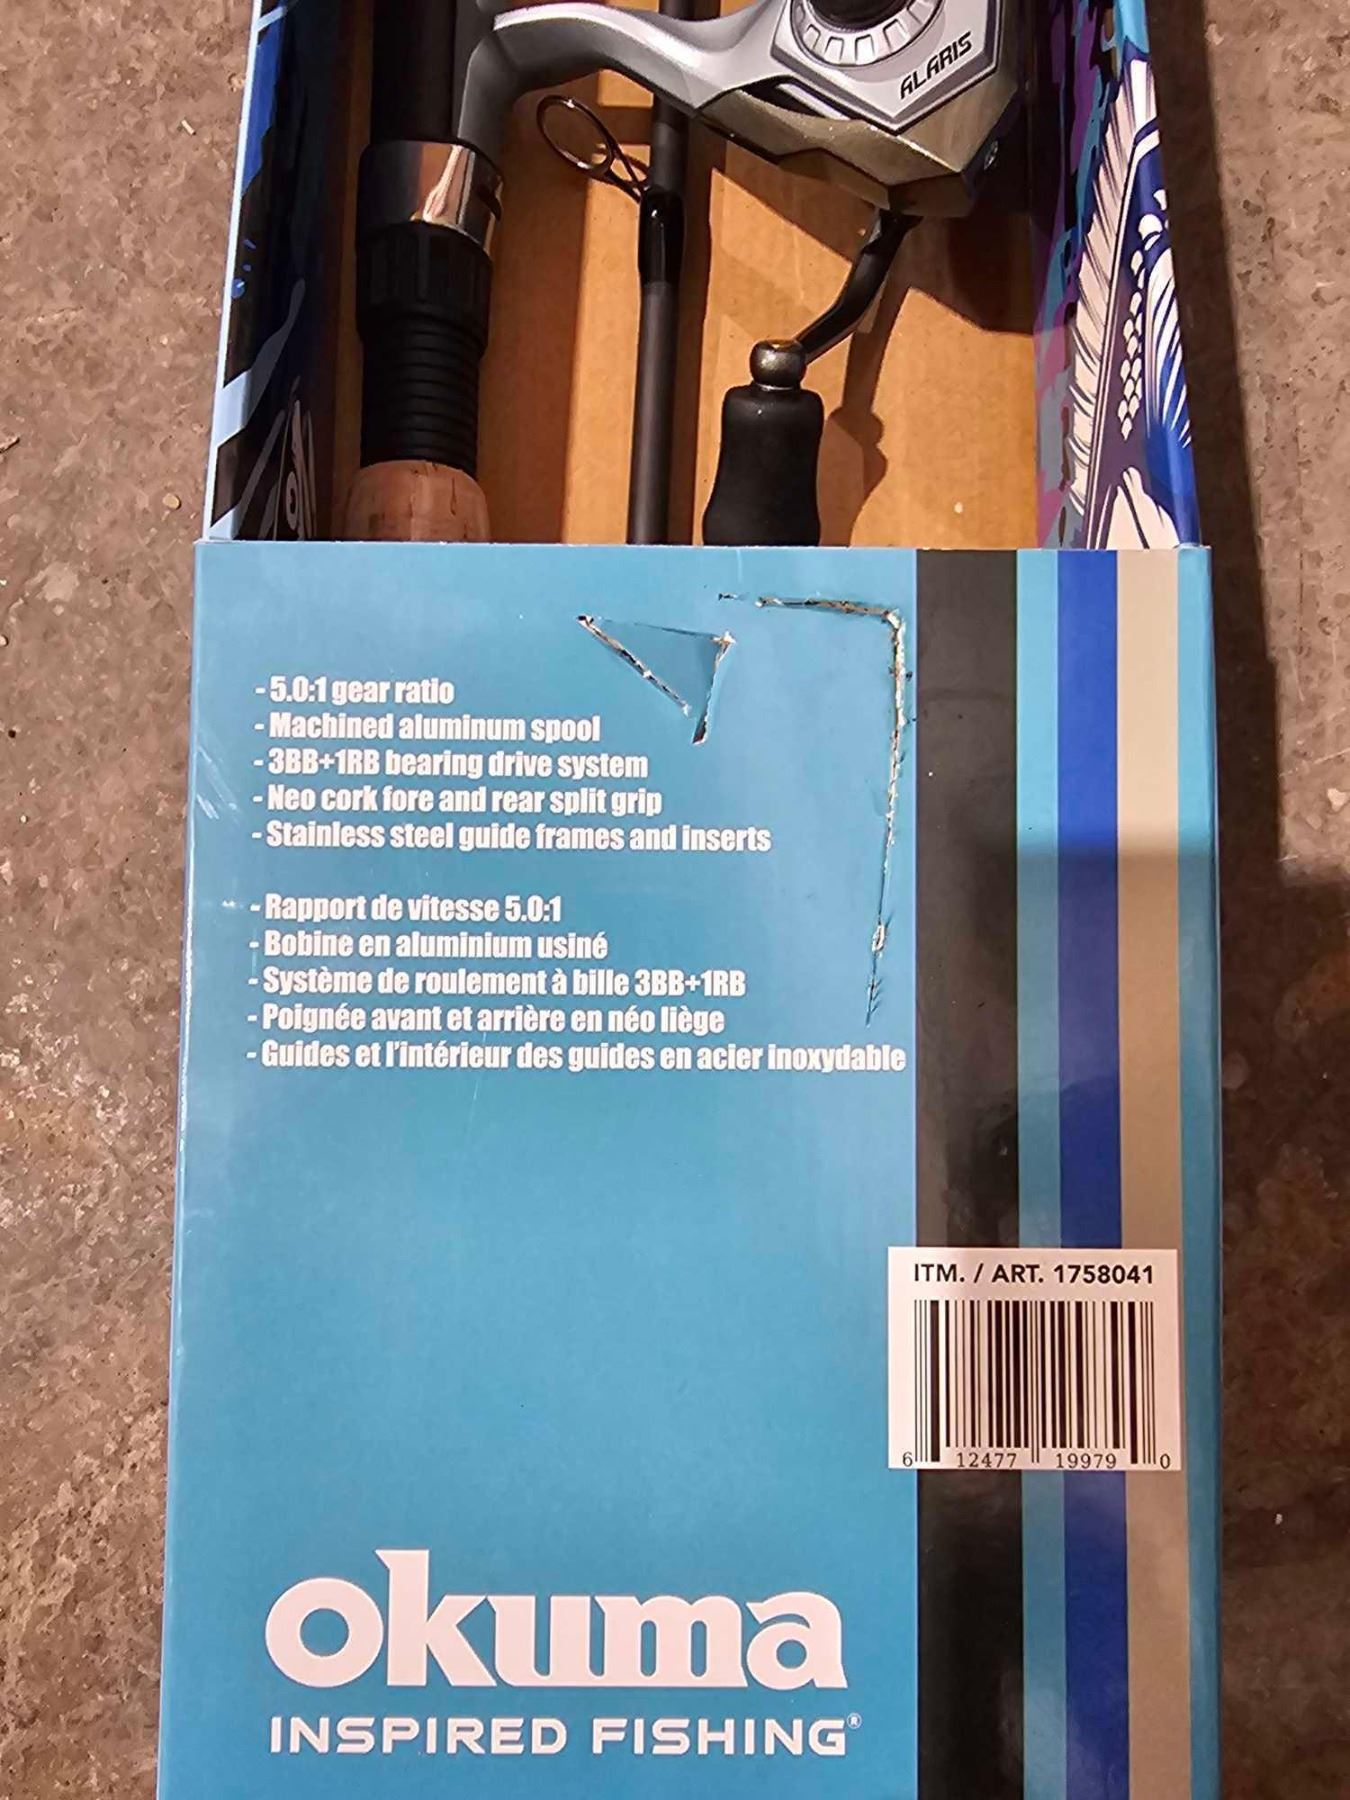 ALARIS
- 5.0:1 gear ratio
- Machined aluminum spool
- 3BB+1RB bearing drive system
- Neo cork fore and rear split grip
- Stainless steel guide frames and inserts
- Rapport de vitesse 5.0:1
- Bobine en aluminium usiné
- Système de roulement à bille 3BB+1RB
- Poignée avant et arrière en néo liège
- Guides et l'intérieur des guides en acier inoxydable
ITM. / ART. 1758041
6 12477 19979 0
okuma
INSPIRED FISHING®